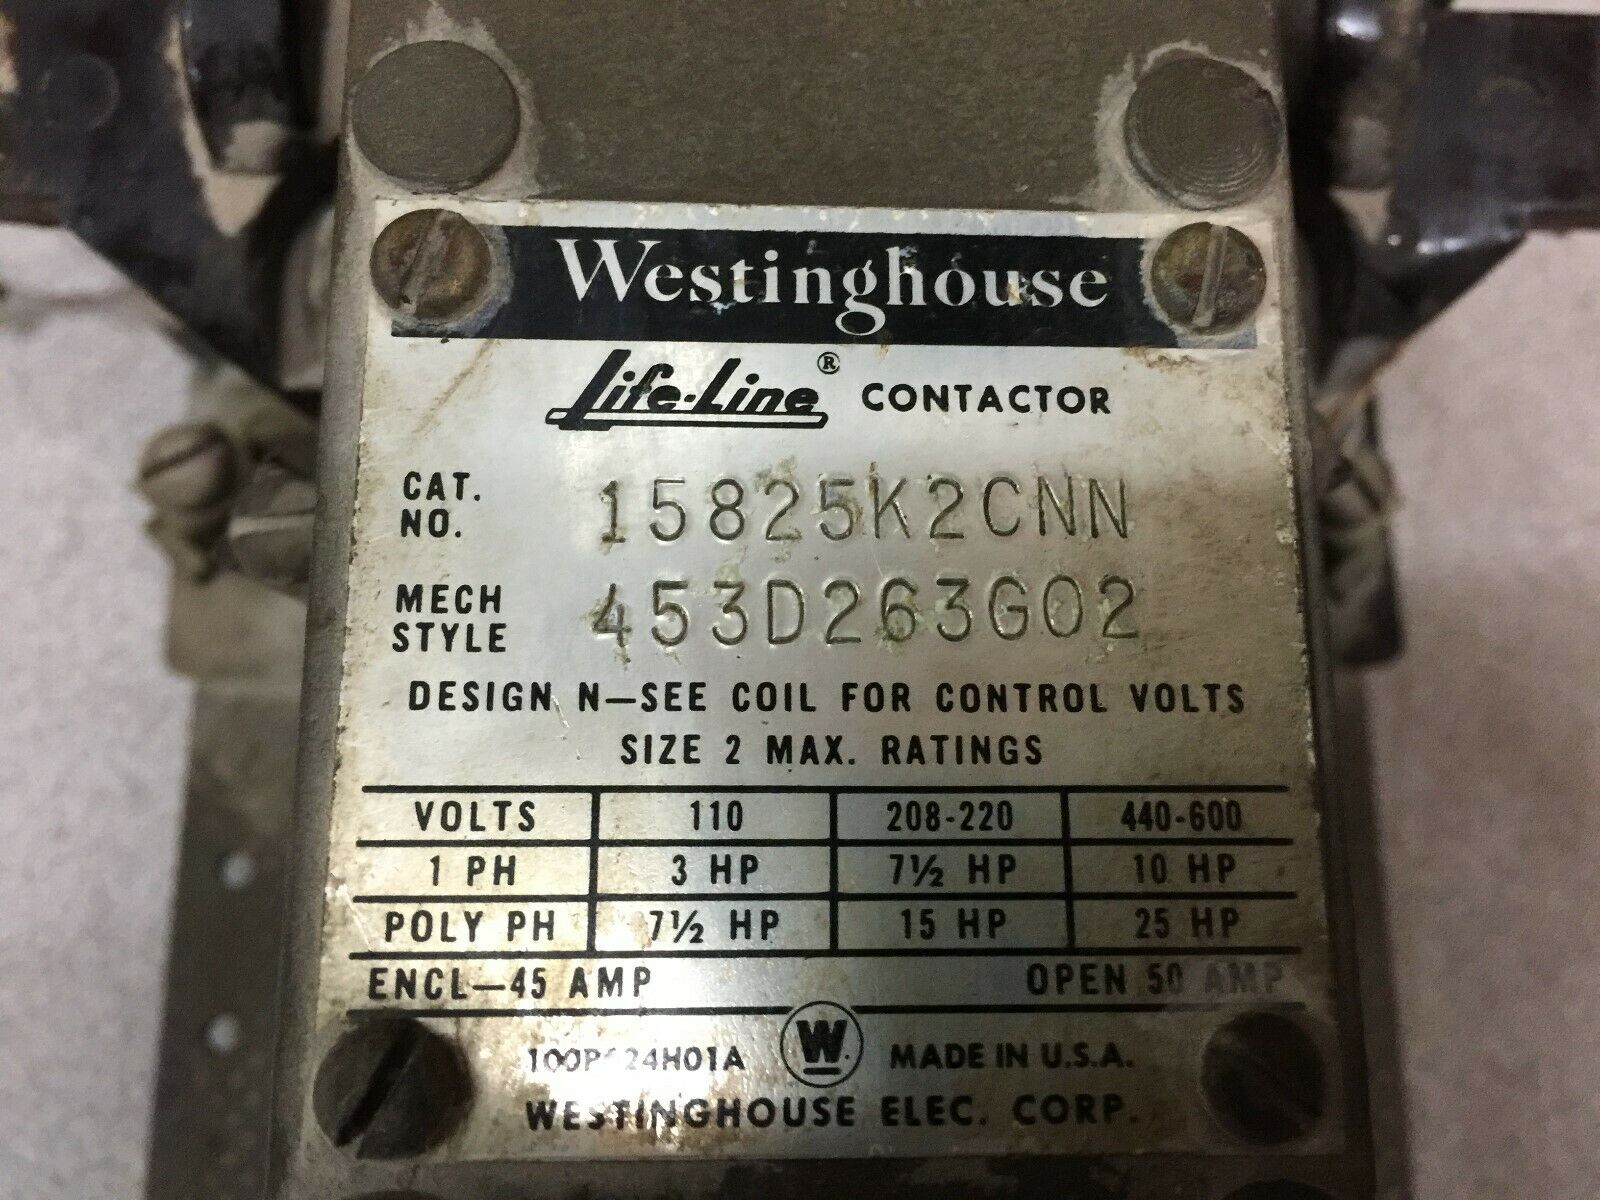 Westinghouse
Life-Line® CONTACTOR
CAT. NO. 15825K2CNN
MECH STYLE 453D263G02
DESIGN N—SEE COIL FOR CONTROL VOLTS
SIZE 2 MAX. RATINGS
VOLTS 110 208-220 440-600
1 PH 3 HP 7½ HP 10 HP
POLY PH 7½ HP 15 HP 25 HP
ENCL—45 AMP OPEN 50 AMP
W MADE IN U.S.A.
WESTINGHOUSE ELEC. CORP.